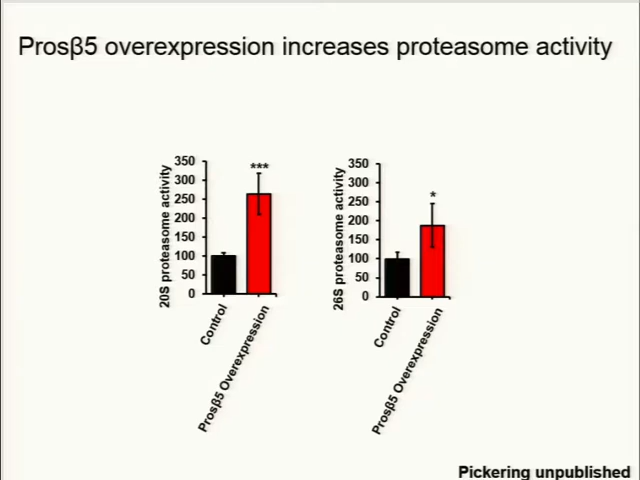 Prosβ5 overexpression increases proteasome activity
20S proteasome activity
350
300
250
200
150
100
50
0
***
Control
Prosβ5 Overexpression
26S proteasome activity
350
300
250
200
150
100
50
0
*
Control
Prosβ5 Overexpression
Pickering unpublished